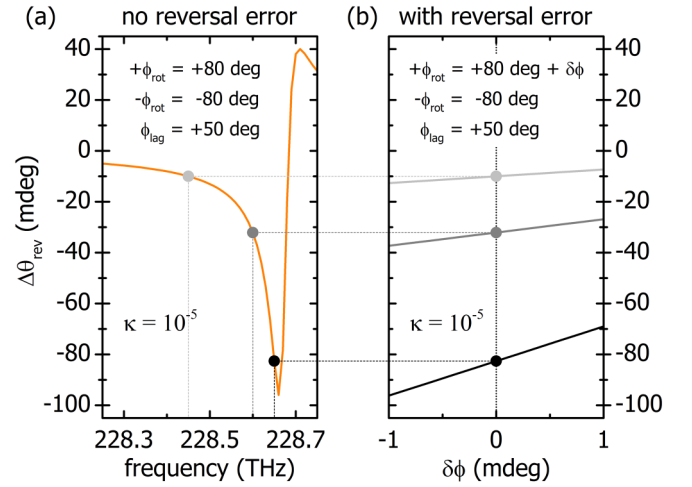 (a) no reversal error
(b) with reversal error
+ϕrot = +80 deg
-ϕrot = -80 deg
ϕlag = +50 deg
+ϕrot = +80 deg + δϕ
-ϕrot = -80 deg
ϕlag = +50 deg
40
20
0
-20
-40
-60
-80
-100
Δθrev (mdeg)
κ = 10-5
κ = 10-5
40
20
0
-20
-40
-60
-80
-100
228.3 228.5 228.7
frequency (THz)
-1 0 1
δϕ (mdeg)